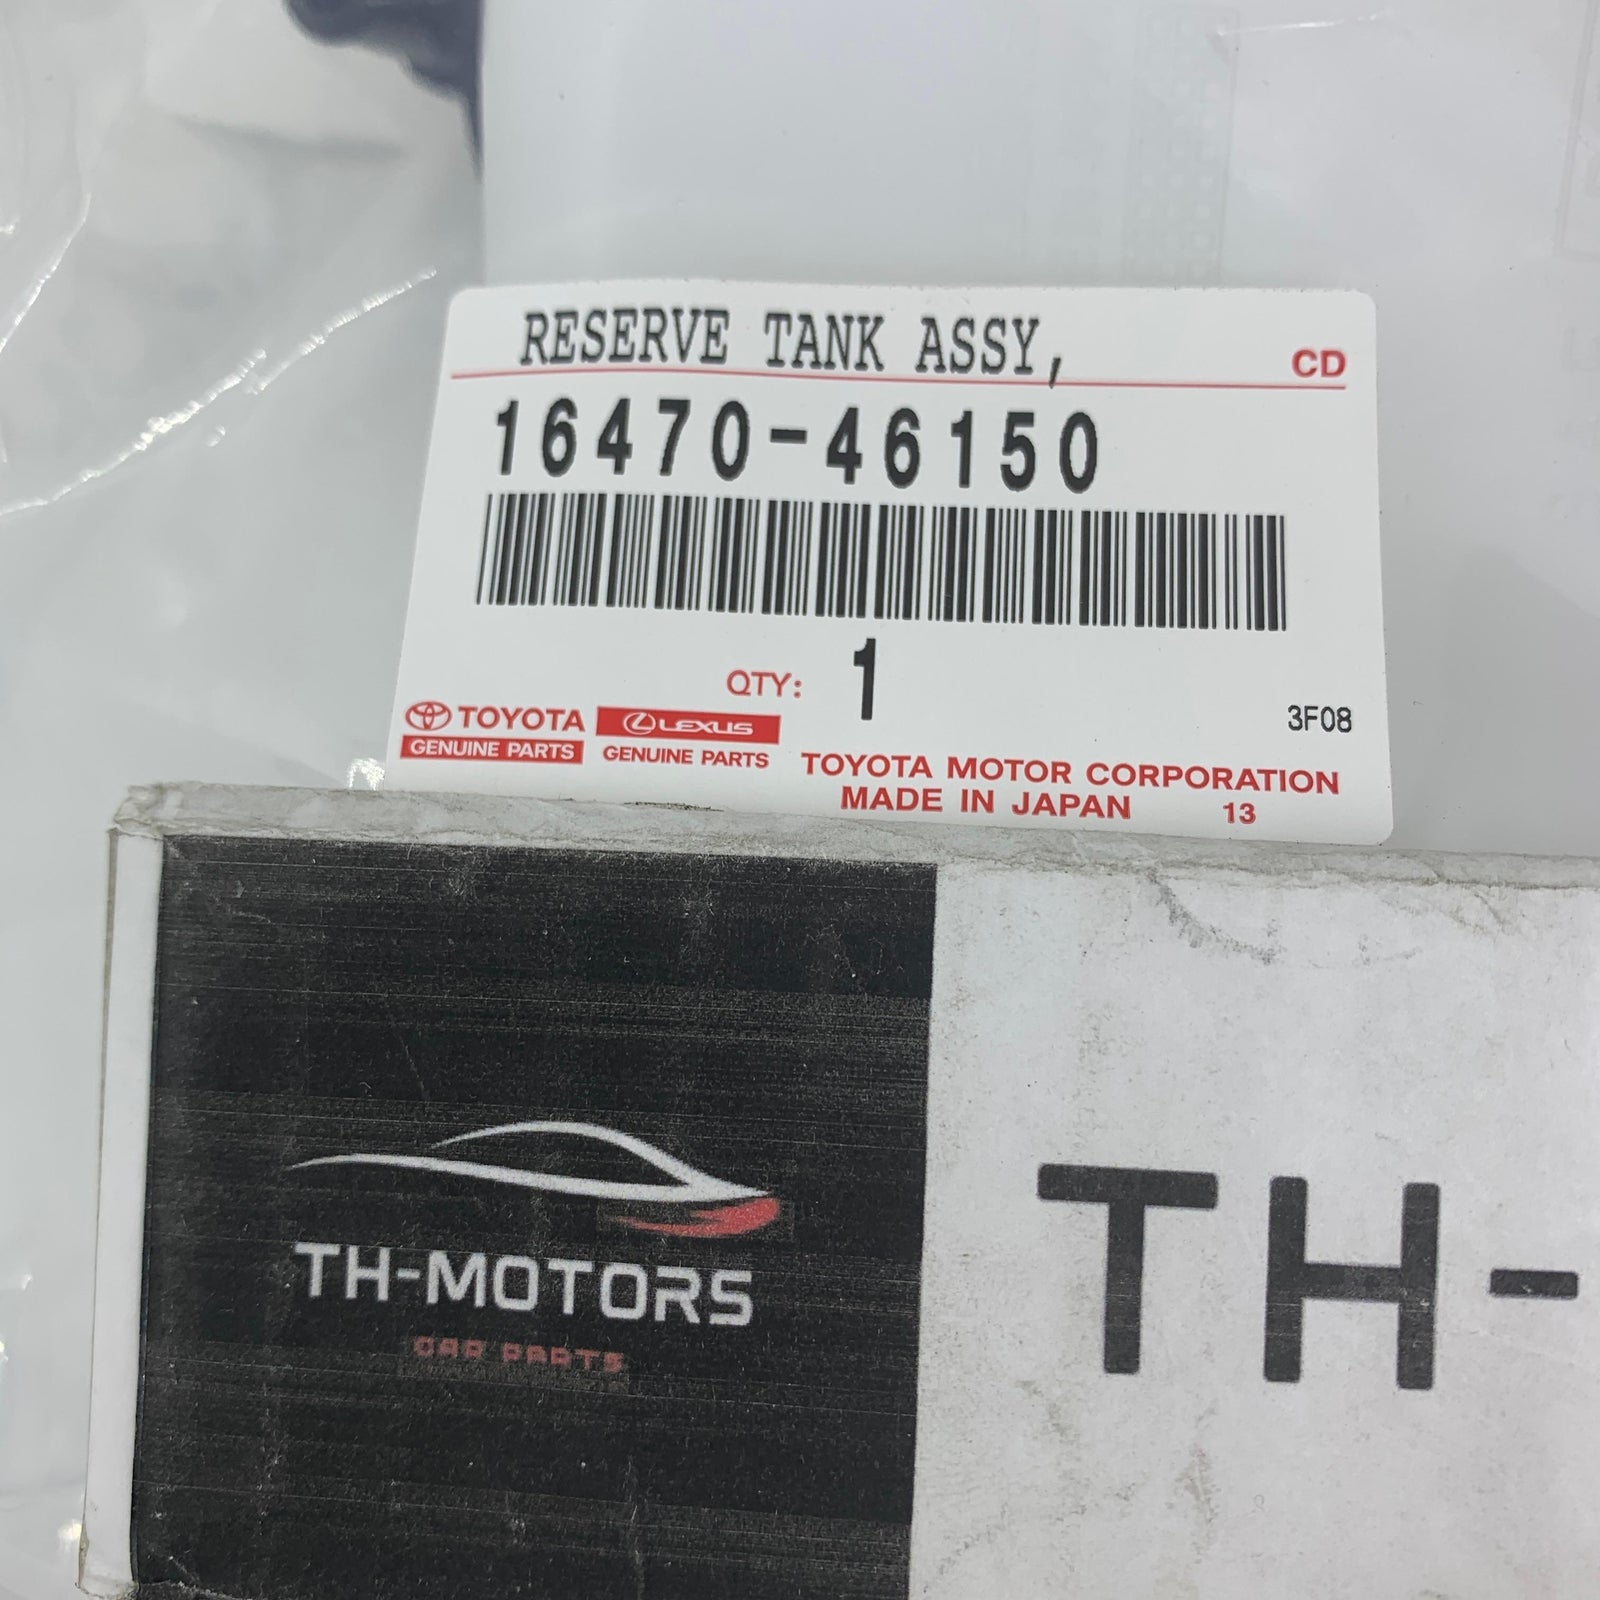 RESERVE TANK ASSY,
CD
16470-46150
QTY: 1
3F08
TOYOTA
GENUINE PARTS
LEXUS
GENUINE PARTS
TOYOTA MOTOR CORPORATION
MADE IN JAPAN 13
TH-MOTORS
CAR PARTS
TH-